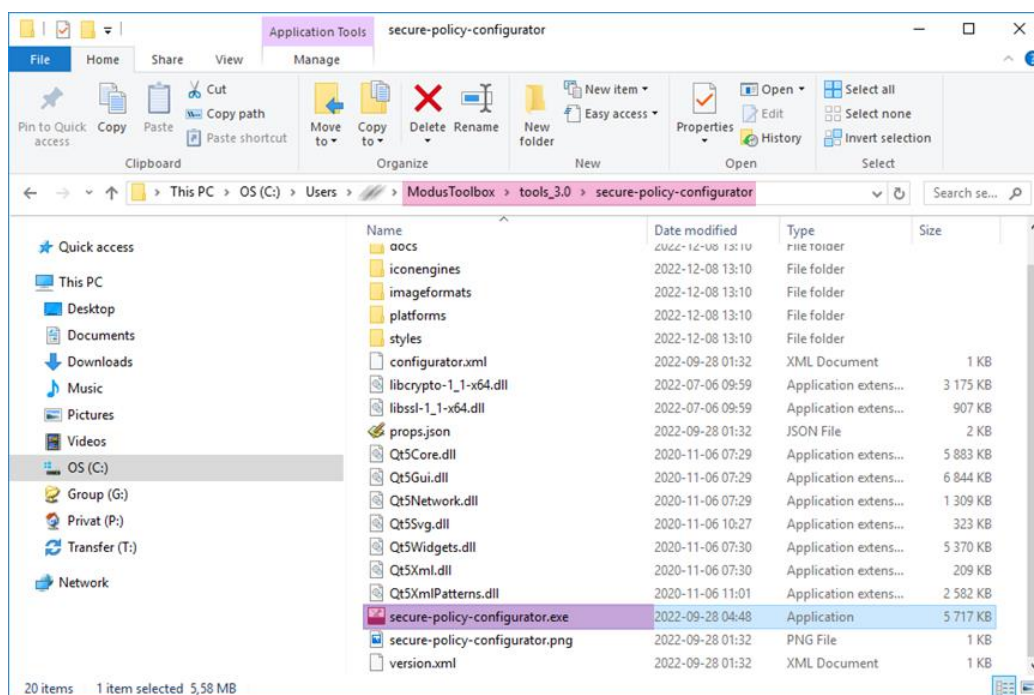 Application Tools secure-policy-configurator
File Home Share View Manage
Pin to Quick access
Copy
Paste
Cut
Copy path
Paste shortcut
Clipboard
Move to
Copy to
Delete
Rename
Organize
New folder
New item
Easy access
New
Properties
Open
Edit
History
Open
Select all
Select none
Invert selection
Select
This PC > OS (C:) > Users > ModusToolbox > tools_3.0 > secure-policy-configurator
Search se...
Quick access
This PC
Desktop
Documents
Downloads
Music
Pictures
Videos
OS (C:)
Group (G:)
Privat (P:)
Transfer (T:)
Network
Name Date modified Type Size
docs 2022-12-08 13:10 File folder
iconengines 2022-12-08 13:10 File folder
imageformats 2022-12-08 13:10 File folder
platforms 2022-12-08 13:10 File folder
styles 2022-12-08 13:10 File folder
configurator.xml 2022-09-28 01:32 XML Document 1 KB
libcrypto-1_1-x64.dll 2022-07-06 09:59 Application extens... 3 175 KB
libssl-1_1-x64.dll 2022-07-06 09:59 Application extens... 907 KB
props.json 2022-09-28 01:32 JSON File 2 KB
Qt5Core.dll 2020-11-06 07:29 Application extens... 5 883 KB
Qt5Gui.dll 2020-11-06 07:29 Application extens... 6 844 KB
Qt5Network.dll 2020-11-06 07:29 Application extens... 1 309 KB
Qt5Svg.dll 2020-11-06 10:27 Application extens... 323 KB
Qt5Widgets.dll 2020-11-06 07:30 Application extens... 5 370 KB
Qt5Xml.dll 2020-11-06 07:30 Application extens... 209 KB
Qt5XmlPatterns.dll 2020-11-06 11:01 Application extens... 2 582 KB
secure-policy-configurator.exe 2022-09-28 04:48 Application 5 717 KB
secure-policy-configurator.png 2022-09-28 01:32 PNG File 1 KB
version.xml 2022-09-28 01:32 XML Document 1 KB
20 items 1 item selected 5,58 MB